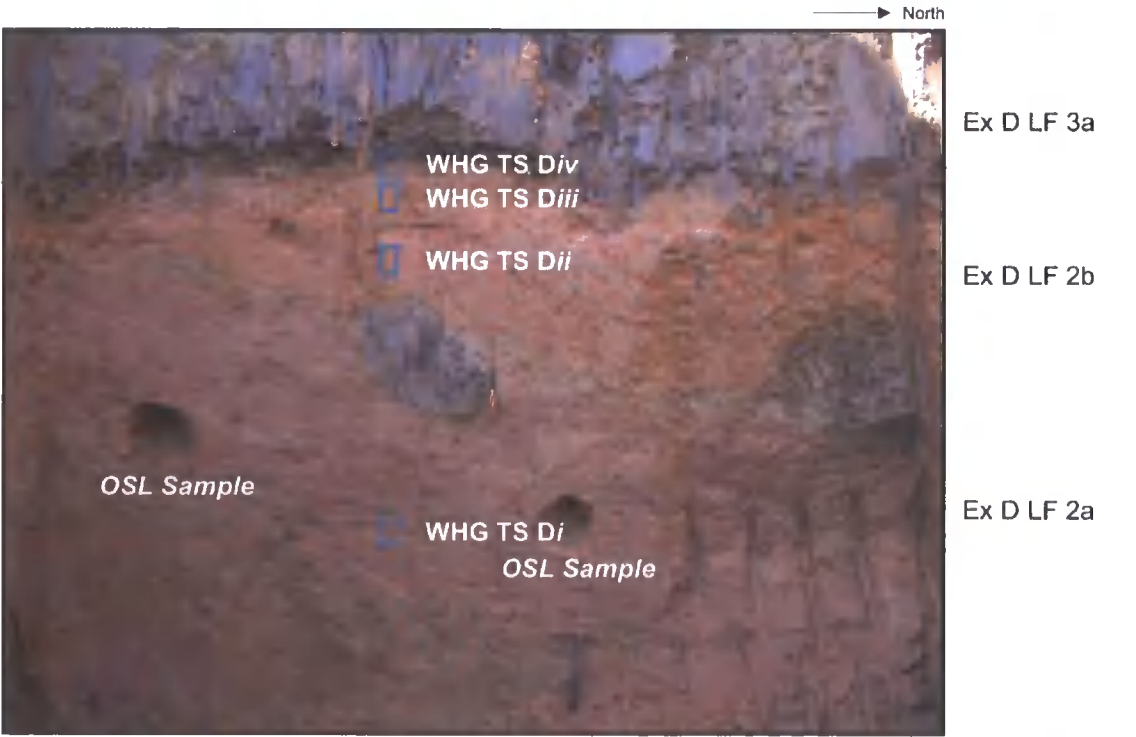 North
Ex D LF 3a
WHG TS Div
WHG TS Diii
WHG TS Dii
Ex D LF 2b
OSL Sample
Ex D LF 2a
WHG TS Di
OSL Sample